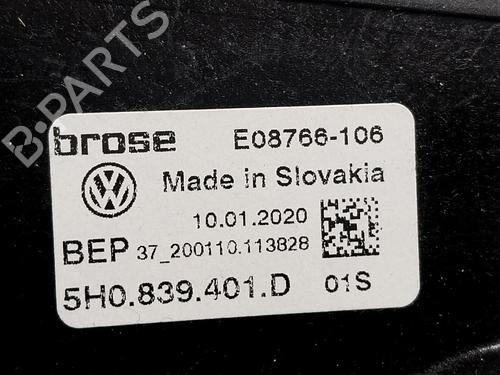 B-PARTS
brose E08766-106
Made in Slovakia
10.01.2020
BEP 37_200110.113828
5H0.839.401.D 01S